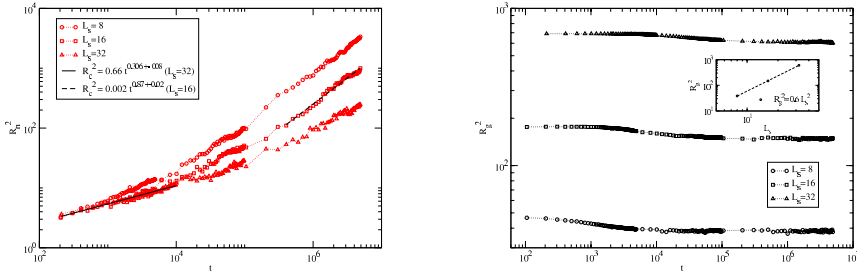 10^4
10^2
10^0
R_n^2
10^2
10^4
10^6
t
L_s = 8
L_s=16
L_s=32
R_c^2 = 0.66 t^0.306+-.008 (L_s=32)
R_c^2 = 0.002 t^0.87+-0.02 (L_s=16)
10^3
10^2
R_g^2
10^2
10^3
10^4
10^5
10^6
10^7
t
10^3
10^2
10^1
R_g^2
10^1
L_s
R_g^2=0.6 L_s^2
L_s= 8
L_s=16
L_s=32